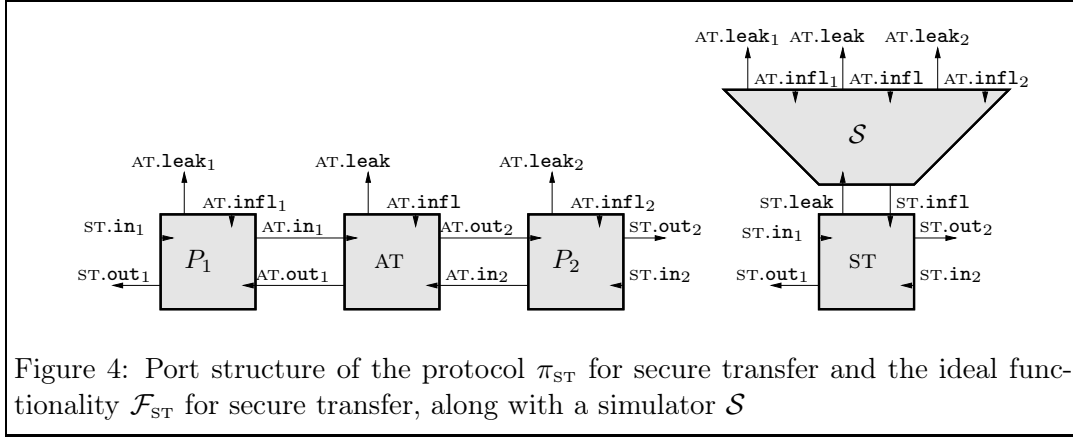 AT.leak₁ AT.leak AT.leak₂
AT.infl₁ AT.infl AT.infl₂
S
AT.leak₁ AT.leak AT.leak₂
ST.leak ST.infl
AT.infl₁ AT.infl AT.infl₂
ST.in₁ AT.in₁ AT.out₂ ST.out₂ ST.in₁ ST.out₂
P₁ AT P₂ ST
ST.out₁ AT.out₁ AT.in₂ ST.in₂ ST.out₁ ST.in₂
Figure 4: Port structure of the protocol π_ST for secure transfer and the ideal func-
tionality F_ST for secure transfer, along with a simulator S